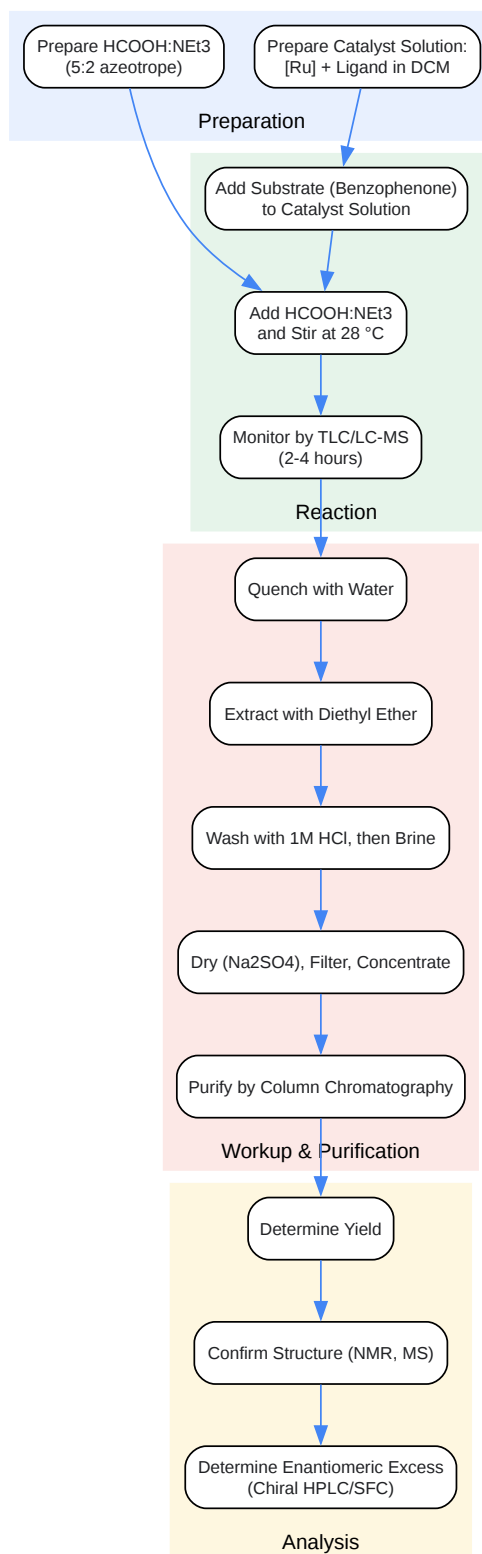 Prepare HCOOH:NEt3
(5:2 azeotrope)
Prepare Catalyst Solution:
[Ru] + Ligand in DCM
Preparation
Add Substrate (Benzophenone)
to Catalyst Solution
Add HCOOH:NEt3
and Stir at 28 °C
Monitor by TLC/LC-MS
(2-4 hours)
Reaction
Quench with Water
Extract with Diethyl Ether
Wash with 1M HCl, then Brine
Dry (Na2SO4), Filter, Concentrate
Purify by Column Chromatography
Workup & Purification
Determine Yield
Confirm Structure (NMR, MS)
Determine Enantiomeric Excess
(Chiral HPLC/SFC)
Analysis